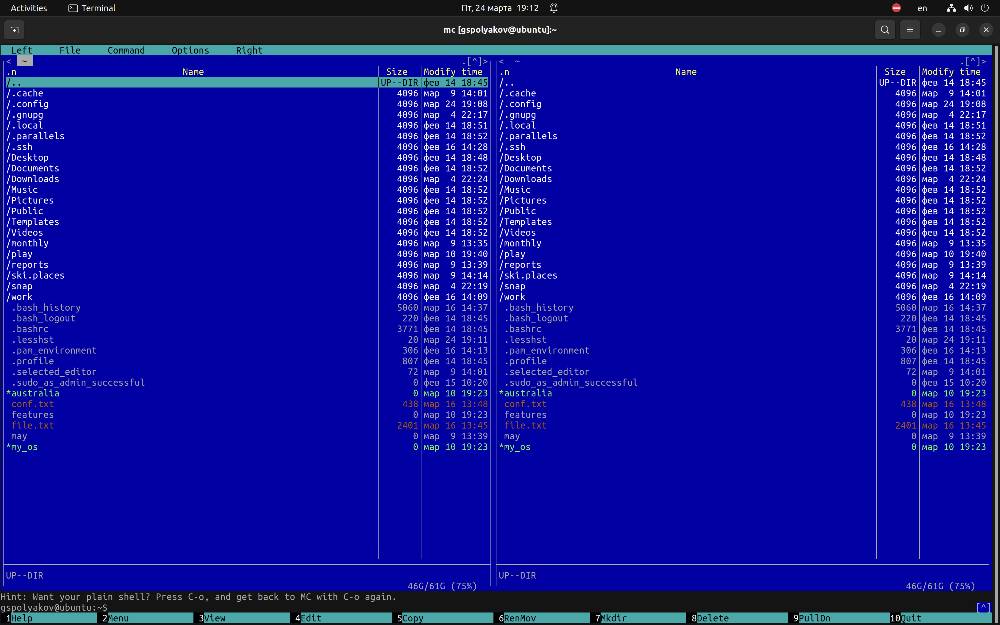 Activities Terminal Пт, 24 марта 19:12 en
mc [gspolyakov@ubuntu]:~
Left File Command Options Right
<─ ~ .[^]> <─ ~ .[^]>
.n Name Size Modify time .n Name Size Modify time
/.. UP--DIR фев 14 18:45 /.. UP--DIR фев 14 18:45
/.cache 4096 мар 9 14:01 /.cache 4096 мар 9 14:01
/.config 4096 мар 24 19:08 /.config 4096 мар 24 19:08
/.gnupg 4096 мар 4 22:17 /.gnupg 4096 мар 4 22:17
/.local 4096 фев 14 18:51 /.local 4096 фев 14 18:51
/.parallels 4096 фев 14 18:52 /.parallels 4096 фев 14 18:52
/.ssh 4096 фев 16 14:28 /.ssh 4096 фев 16 14:28
/Desktop 4096 фев 14 18:48 /Desktop 4096 фев 14 18:48
/Documents 4096 фев 14 18:52 /Documents 4096 фев 14 18:52
/Downloads 4096 мар 4 22:24 /Downloads 4096 мар 4 22:24
/Music 4096 фев 14 18:52 /Music 4096 фев 14 18:52
/Pictures 4096 фев 14 18:52 /Pictures 4096 фев 14 18:52
/Public 4096 фев 14 18:52 /Public 4096 фев 14 18:52
/Templates 4096 фев 14 18:52 /Templates 4096 фев 14 18:52
/Videos 4096 фев 14 18:52 /Videos 4096 фев 14 18:52
/monthly 4096 мар 9 13:35 /monthly 4096 мар 9 13:35
/play 4096 мар 10 19:40 /play 4096 мар 10 19:40
/reports 4096 мар 9 13:39 /reports 4096 мар 9 13:39
/ski.places 4096 мар 9 14:14 /ski.places 4096 мар 9 14:14
/snap 4096 мар 4 22:19 /snap 4096 мар 4 22:19
/work 4096 фев 16 14:09 /work 4096 фев 16 14:09
.bash_history 5060 мар 16 14:37 .bash_history 5060 мар 16 14:37
.bash_logout 220 фев 14 18:45 .bash_logout 220 фев 14 18:45
.bashrc 3771 фев 14 18:45 .bashrc 3771 фев 14 18:45
.lesshst 20 мар 24 19:11 .lesshst 20 мар 24 19:11
.pam_environment 306 фев 16 14:13 .pam_environment 306 фев 16 14:13
.profile 807 фев 14 18:45 .profile 807 фев 14 18:45
.selected_editor 72 мар 9 14:01 .selected_editor 72 мар 9 14:01
.sudo_as_admin_successful 0 фев 15 10:20 .sudo_as_admin_successful 0 фев 15 10:20
*australia 0 мар 10 19:23 *australia 0 мар 10 19:23
conf.txt 438 мар 16 13:48 conf.txt 438 мар 16 13:48
features 0 мар 10 19:23 features 0 мар 10 19:23
file.txt 2401 мар 16 13:45 file.txt 2401 мар 16 13:45
may 0 мар 9 13:39 may 0 мар 9 13:39
*my_os 0 мар 10 19:23 *my_os 0 мар 10 19:23
UP--DIR UP--DIR
46G/61G (75%) 46G/61G (75%)
Hint: Want your plain shell? Press C-o, and get back to MC with C-o again.
gspolyakov@ubuntu:~$ [^]
1Help 2Menu 3View 4Edit 5Copy 6RenMov 7Mkdir 8Delete 9PullDn 10Quit